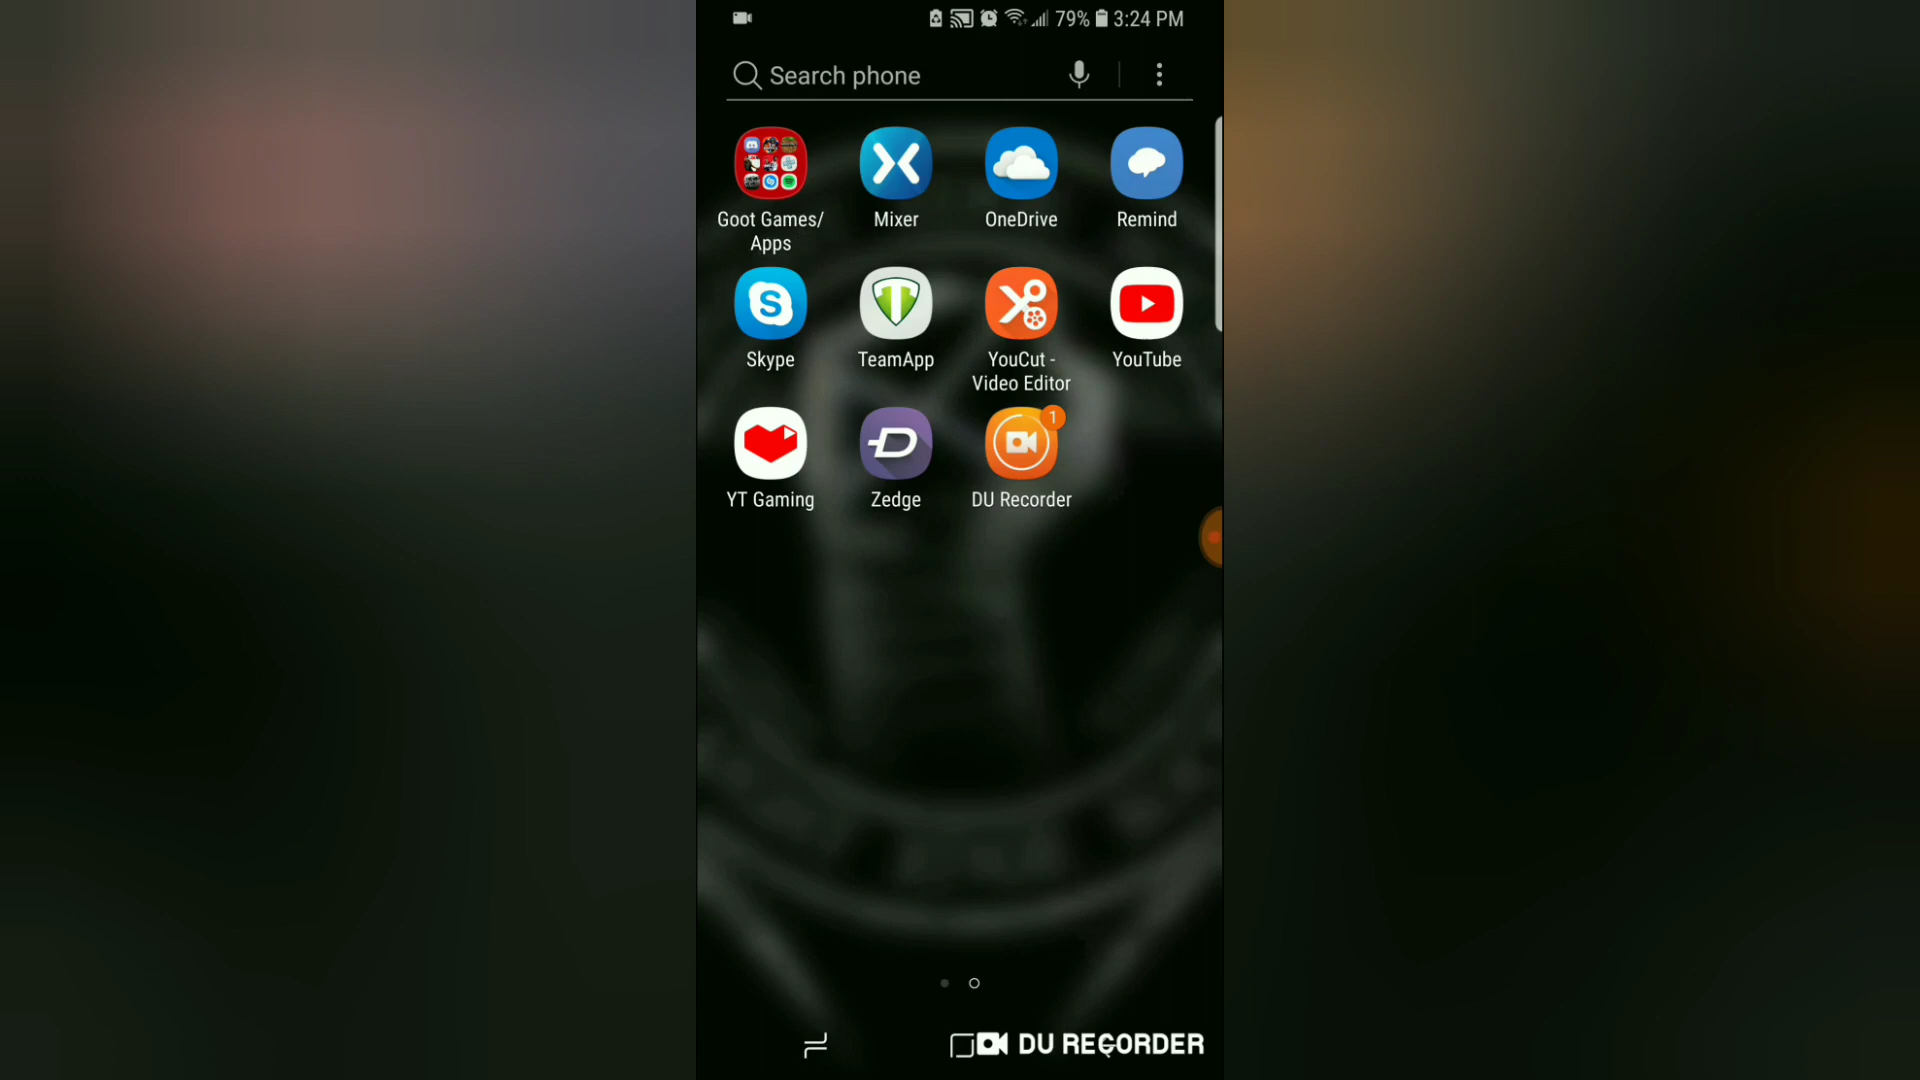 79% 3:24 PM
Search phone
Goot Games/
Apps
Mixer
OneDrive
Remind
Skype
TeamApp
YouCut -
Video Editor
YouTube
1
YT Gaming
Zedge
DU Recorder
DU RECORDER